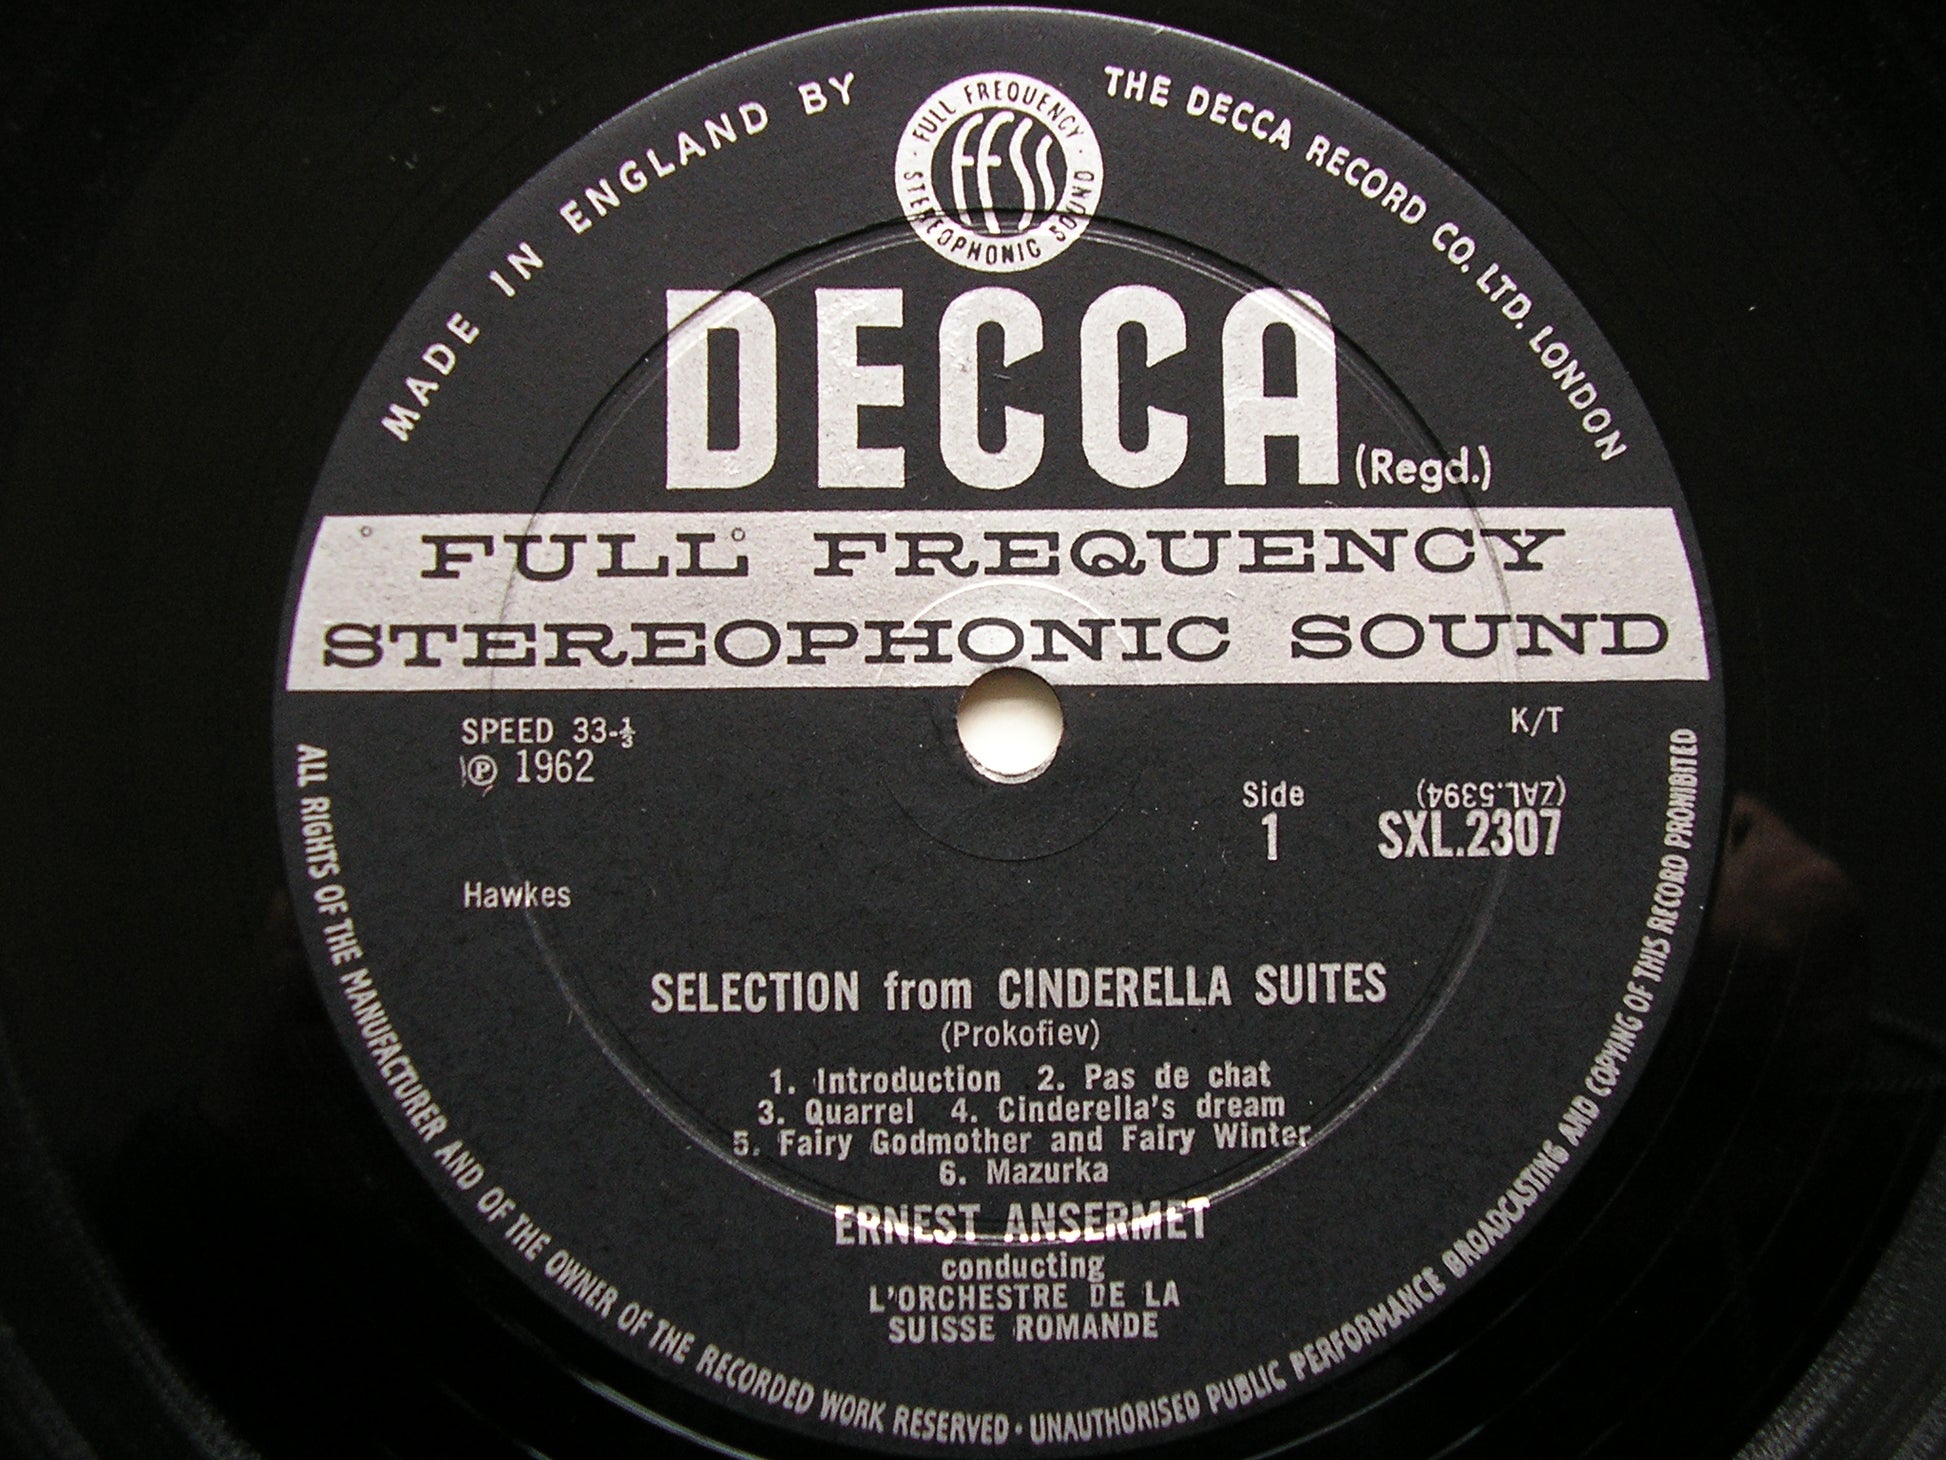 MADE IN ENGLAND BY
THE DECCA RECORD CO. LTD. LONDON
· FULL FREQUENCY ·
FFSS
STEREOPHONIC SOUND
DECCA (Regd.)
FULL FREQUENCY
STEREOPHONIC SOUND
SPEED 33-⅓
K/T
Ⓟ 1962
Side
(ZAL.5394)
1
SXL.2307
Hawkes
SELECTION from CINDERELLA SUITES
(Prokofiev)
1. Introduction 2. Pas de chat
3. Quarrel 4. Cinderella's dream
5. Fairy Godmother and Fairy Winter
6. Mazurka
ERNEST ANSERMET
conducting
L'ORCHESTRE DE LA
SUISSE ROMANDE
ALL RIGHTS OF THE MANUFACTURER AND OF THE OWNER OF THE RECORDED WORK RESERVED · UNAUTHORISED PUBLIC PERFORMANCE BROADCASTING AND COPYING OF THIS RECORD PROHIBITED